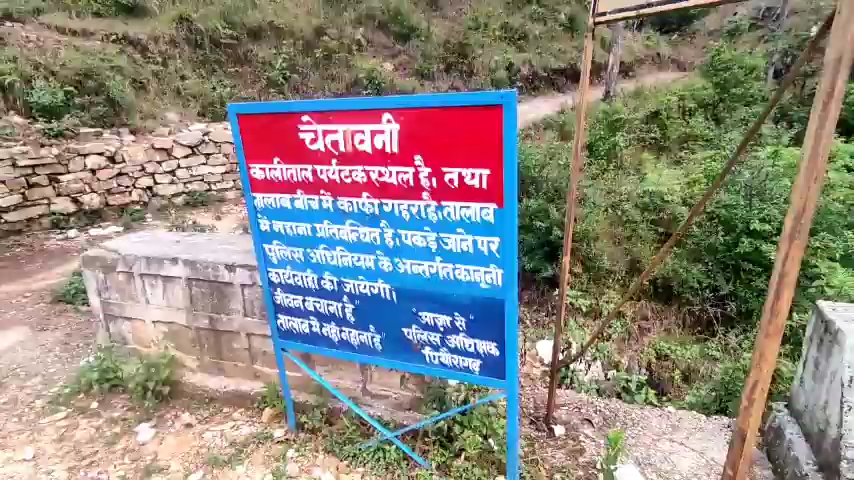 चेतावनी
कालीताल पर्यटक स्थल है, तथा
तालाब बीच में काफी गहरा है, तालाब
में नहाना प्रतिबन्धित है, पकड़े जाने पर
पुलिस अधिनियम के अन्तर्गत कानूनी
कार्यवाही की जायेगी।
जीवन बचाना है"
तालाब में नही नहाना है"
"आज्ञा से"
पुलिस अधिक्षक
पिथौरागढ़